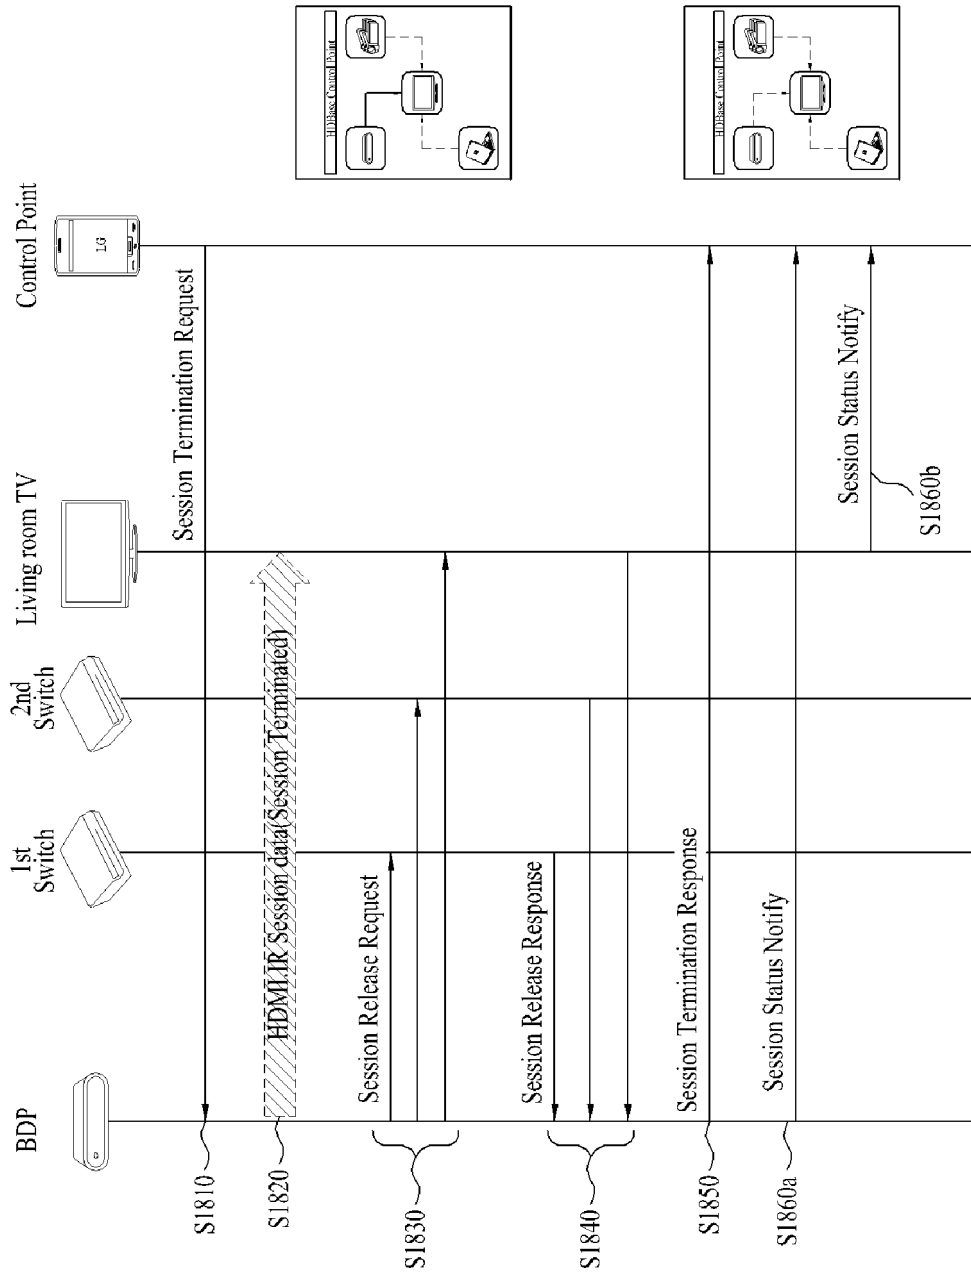 BDP
1st
Switch
2nd
Switch
Living room TV
Control Point
LG
S1810
Session Termination Request
HDBase Control Point
S1820
HDMI,IR Session data(Session Terminated)
S1830
Session Release Request
S1840
Session Release Response
S1850
Session Termination Response
HDBase Control Point
S1860a
Session Status Notify
Session Status Notify
S1860b